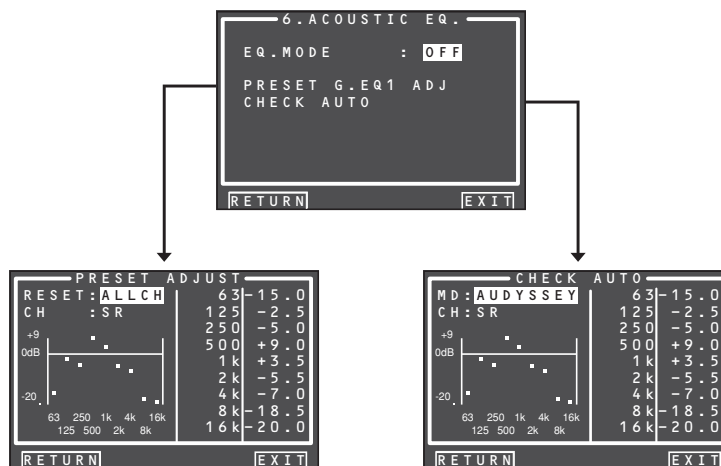 6.ACOUSTIC EQ.
EQ.MODE : OFF
PRESET G.EQ1 ADJ
CHECK AUTO
RETURN EXIT
PRESET ADJUST
RESET:ALLCH
CH :SR
+9
0dB
-20
63 250 1k 4k 16k
125 500 2k 8k
63 -15.0
125 -2.5
250 -5.0
500 +9.0
1k +3.5
2k -5.5
4k -7.0
8k -18.5
16k -20.0
RETURN EXIT
CHECK AUTO
MD:AUDYSSEY
CH:SR
+9
0dB
-20
63 250 1k 4k 16k
125 500 2k 8k
63 -15.0
125 -2.5
250 -5.0
500 +9.0
1k +3.5
2k -5.5
4k -7.0
8k -18.5
16k -20.0
RETURN EXIT